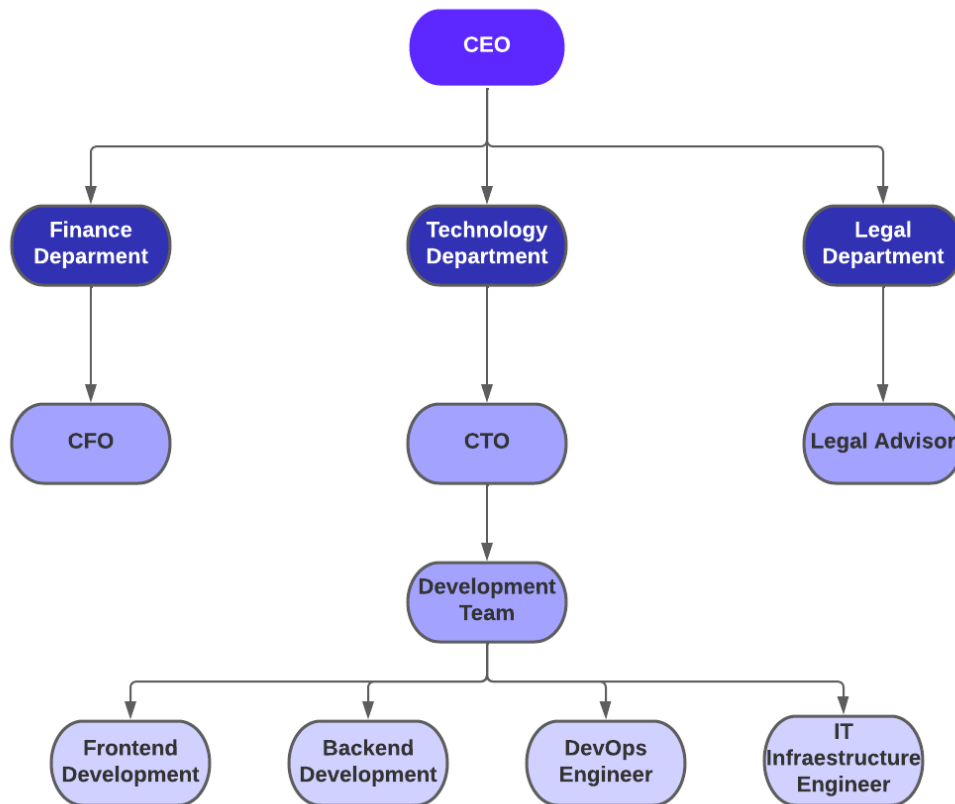 CEO
Finance
Deparment
Technology
Department
Legal
Department
CFO
CTO
Legal Advisor
Development
Team
Frontend
Development
Backend
Development
DevOps
Engineer
IT
Infraestructure
Engineer